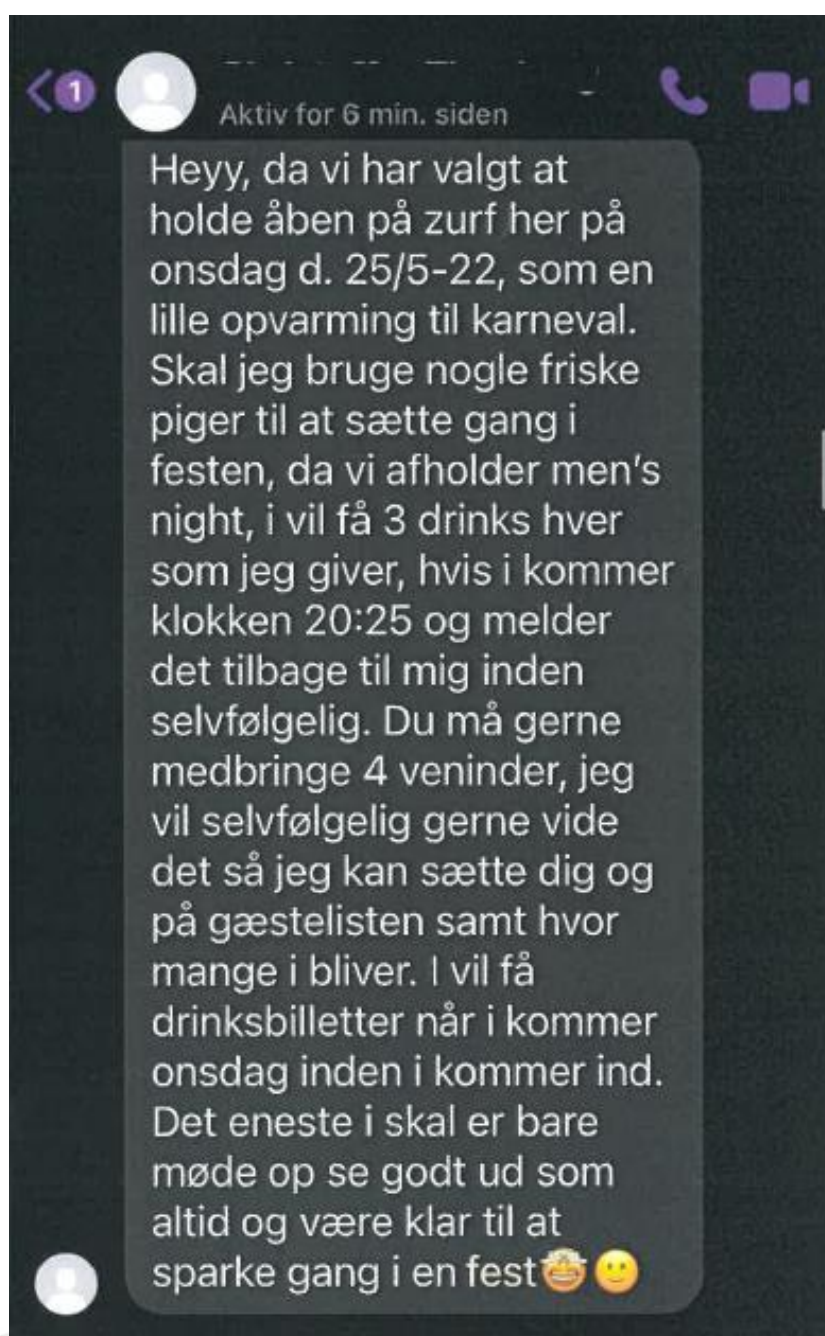 1
Aktiv for 6 min. siden
Heyy, da vi har valgt at
holde åben på zurf her på
onsdag d. 25/5-22, som en
lille opvarming til karneval.
Skal jeg bruge nogle friske
piger til at sætte gang i
festen, da vi afholder men's
night, i vil få 3 drinks hver
som jeg giver, hvis i kommer
klokken 20:25 og melder
det tilbage til mig inden
selvfølgelig. Du må gerne
medbringe 4 veninder, jeg
vil selvfølgelig gerne vide
det så jeg kan sætte dig og
på gæstelisten samt hvor
mange i bliver. I vil få
drinksbilletter når i kommer
onsdag inden i kommer ind.
Det eneste i skal er bare
møde op se godt ud som
altid og være klar til at
sparke gang i en fest🤩🙂